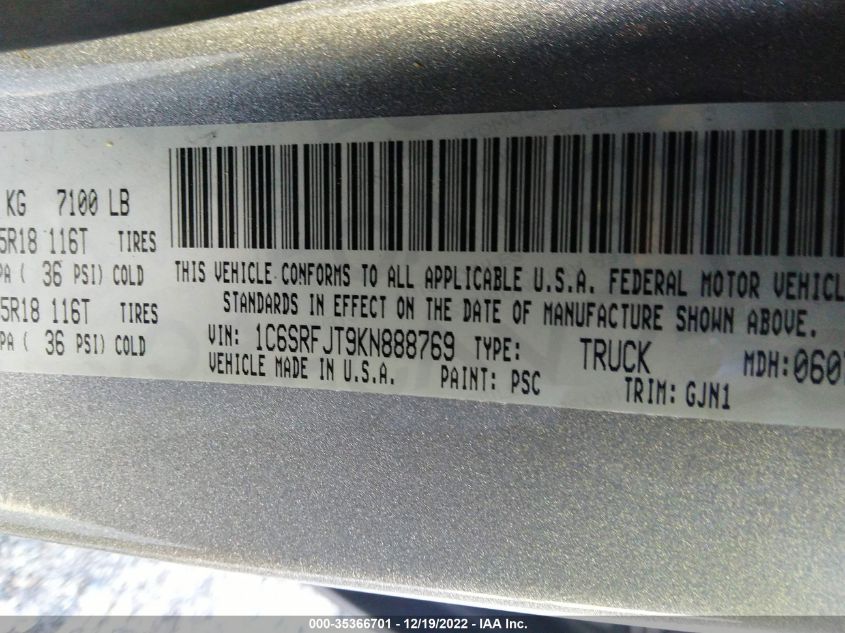 KG 7100 LB
5R18 116T TIRES
PA ( 36 PSI) COLD
5R18 116T TIRES
PA ( 36 PSI) COLD
THIS VEHICLE CONFORMS TO ALL APPLICABLE U.S.A. FEDERAL MOTOR VEHICL
STANDARDS IN EFFECT ON THE DATE OF MANUFACTURE SHOWN ABOVE.
VIN: 1C6SRFJT9KN888769 TYPE: TRUCK MDH:0607
VEHICLE MADE IN U.S.A. PAINT: PSC TRIM: GJN1
000-35366701 - 12/19/2022 - IAA Inc.